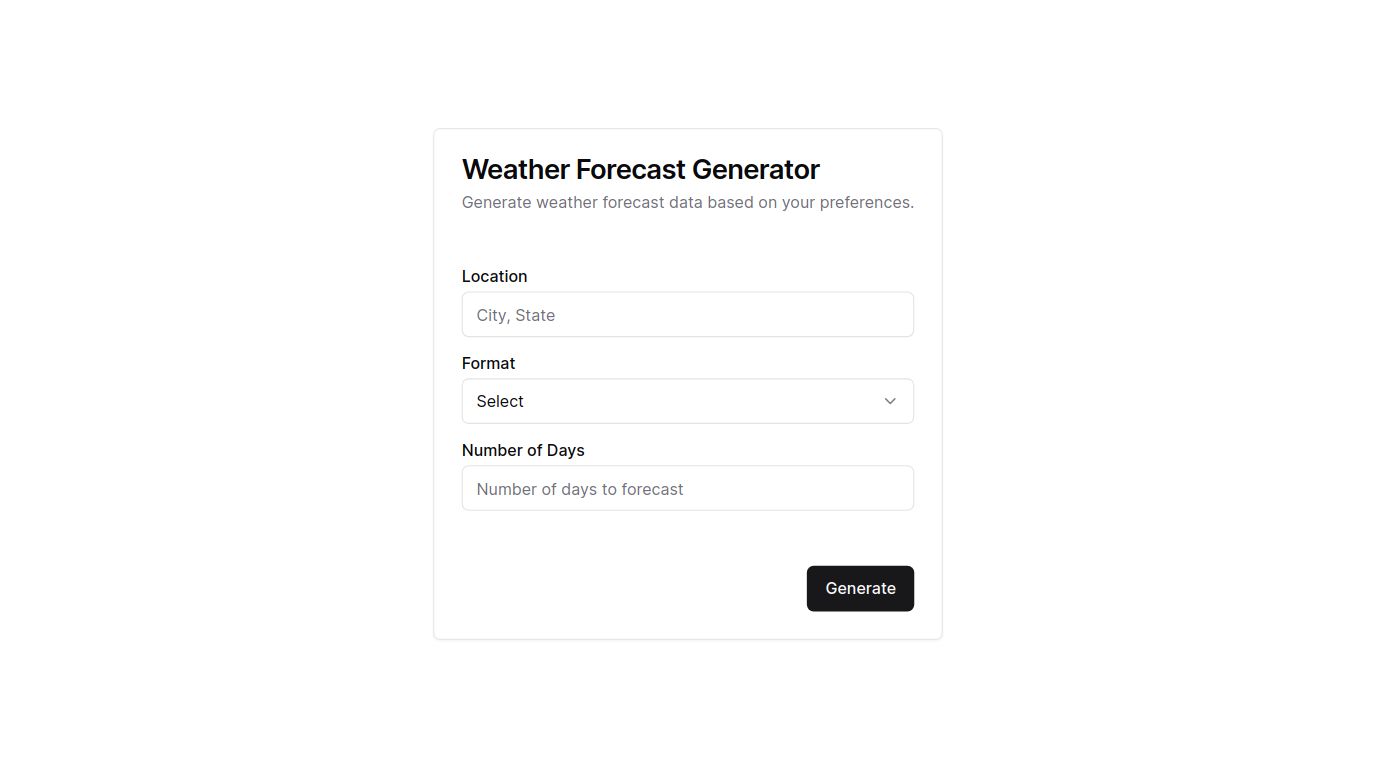 Weather Forecast Generator
Generate weather forecast data based on your preferences.
Location
City, State
Format
Select
Number of Days
Number of days to forecast
Generate